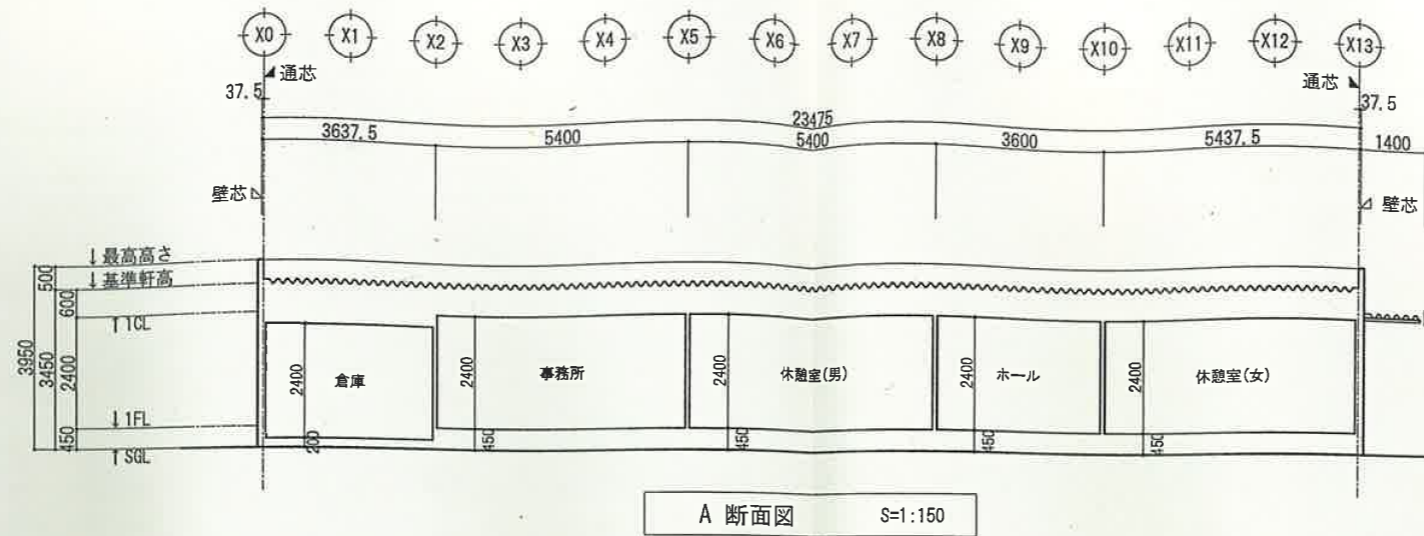 X0 X1 X2 X3 X4 X5 X6 X7 X8 X9 X10 X11 X12 X13
通芯 通芯
37.5 37.5
23475
3637.5 5400 5400 3600 5437.5 1400
壁芯 壁芯
↓最高高さ
↓基準軒高
↑1CL
↓1FL
↑SGL
3950 500 3450 600 2400 450
2400 倉庫 2400 事務所 2400 休憩室(男) 2400 ホール 2400 休憩室(女)
200 450 450 450 450
A 断面図 S=1:150